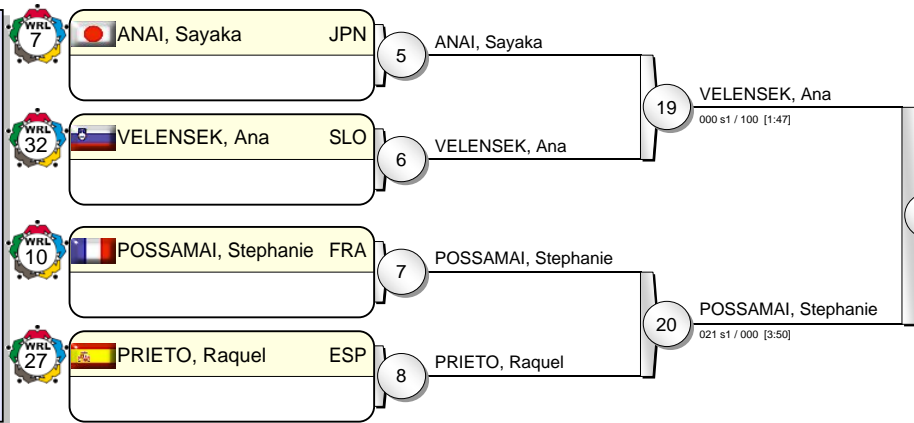 WRL
7
ANAI, Sayaka JPN
5
ANAI, Sayaka
19
VELENSEK, Ana
000 s1 / 100 [1:47]
WRL
32
VELENSEK, Ana SLO
6
VELENSEK, Ana
WRL
10
POSSAMAI, Stephanie FRA
7
POSSAMAI, Stephanie
20
POSSAMAI, Stephanie
021 s1 / 000 [3:50]
WRL
27
PRIETO, Raquel ESP
8
PRIETO, Raquel